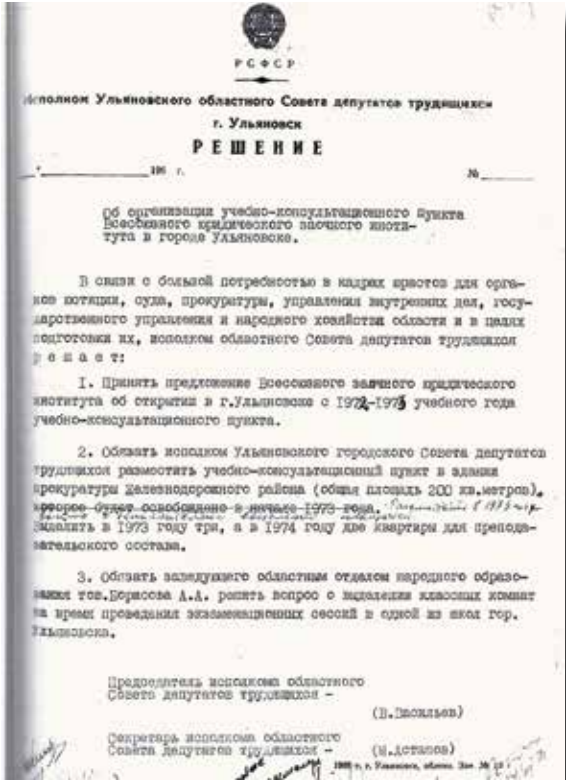 РСФСР
Исполком Ульяновского областного Совета депутатов трудящихся
г. Ульяновск
РЕШЕНИЕ
" 196 г. №
Об организации учебно-консультационного пункта
Всесоюзного юридического заочного инсти-
тута в городе Ульяновске.
В связи с большой потребностью в кадрах юристов для орга-
нов юстиции, суда, прокуратуры, управления внутренних дел, госу-
дарственного управления и народного хозяйства области и в целях
подготовки их, исполком областного Совета депутатов трудящихся
р е ш а е т:
I. Принять предложение Всесоюзного заочного юридического
института об открытии в г.Ульяновске с 1972-1973 учебного года
учебно-консультационного пункта.
2. Обязать исполком Ульяновского городского Совета депутатов
трудящихся разместить учебно-консультационный пункт в здании
прокуратуры Железнодорожного района (общая площадь 200 кв.метров),
которое будет освобождено в начале 1973 года.
Выделить в 1973 году три, а в 1974 году две квартиры для препода-
вательского состава.
3. Обязать заведующего областным отделом народного образо-
вания тов.Борисова А.А. решить вопрос о выделении классных комнат
на время проведения экзаменационных сессий в одной из школ гор.
Ульяновска.
Председатель исполкома областного
Совета депутатов трудящихся -
(В.Васильев)
Секретарь исполкома областного
Совета депутатов трудящихся - (М.Астапов)
г. Ульяновск, облтип. Зак. №